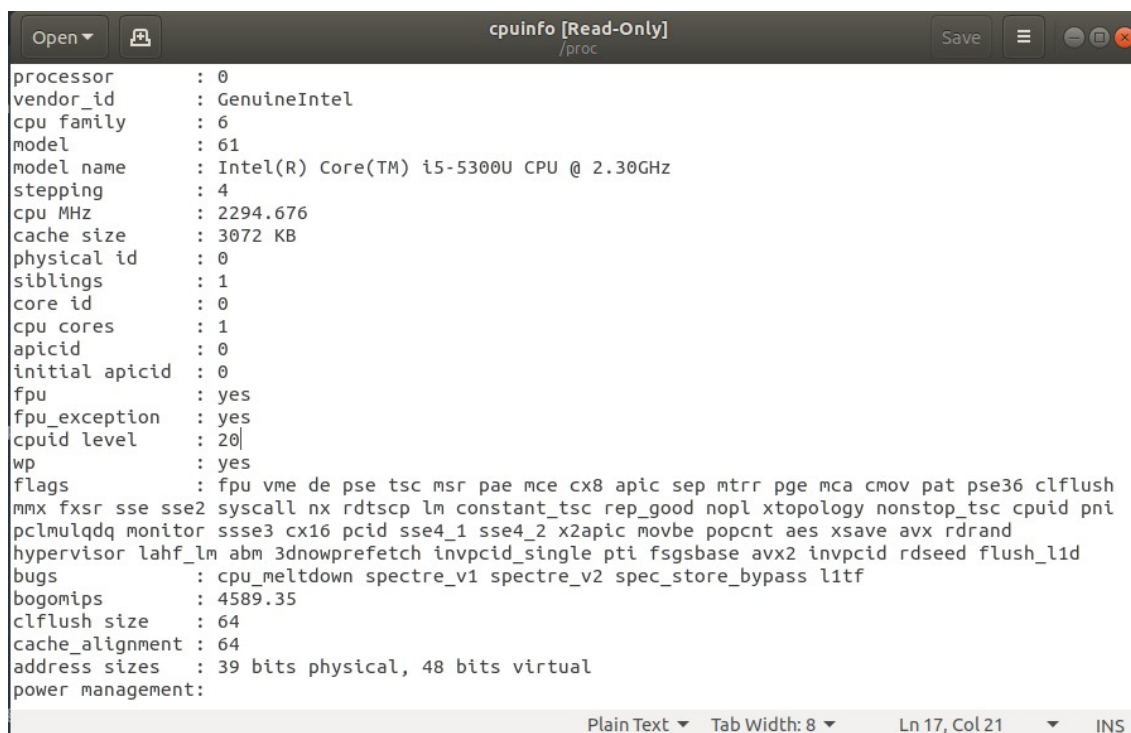 Open
cpuinfo [Read-Only]
/proc
Save
processor : 0
vendor_id : GenuineIntel
cpu family : 6
model : 61
model name : Intel(R) Core(TM) i5-5300U CPU @ 2.30GHz
stepping : 4
cpu MHz : 2294.676
cache size : 3072 KB
physical id : 0
siblings : 1
core id : 0
cpu cores : 1
apicid : 0
initial apicid : 0
fpu : yes
fpu_exception : yes
cpuid level : 20
wp : yes
flags : fpu vme de pse tsc msr pae mce cx8 apic sep mtrr pge mca cmov pat pse36 clflush
mmx fxsr sse sse2 syscall nx rdtscp lm constant_tsc rep_good nopl xtopology nonstop_tsc cpuid pni
pclmulqdq monitor ssse3 cx16 pcid sse4_1 sse4_2 x2apic movbe popcnt aes xsave avx rdrand
hypervisor lahf_lm abm 3dnowprefetch invpcid_single pti fsgsbase avx2 invpcid rdseed flush_l1d
bugs : cpu_meltdown spectre_v1 spectre_v2 spec_store_bypass l1tf
bogomips : 4589.35
clflush size : 64
cache_alignment : 64
address sizes : 39 bits physical, 48 bits virtual
power management:
Plain Text Tab Width: 8 Ln 17, Col 21 INS